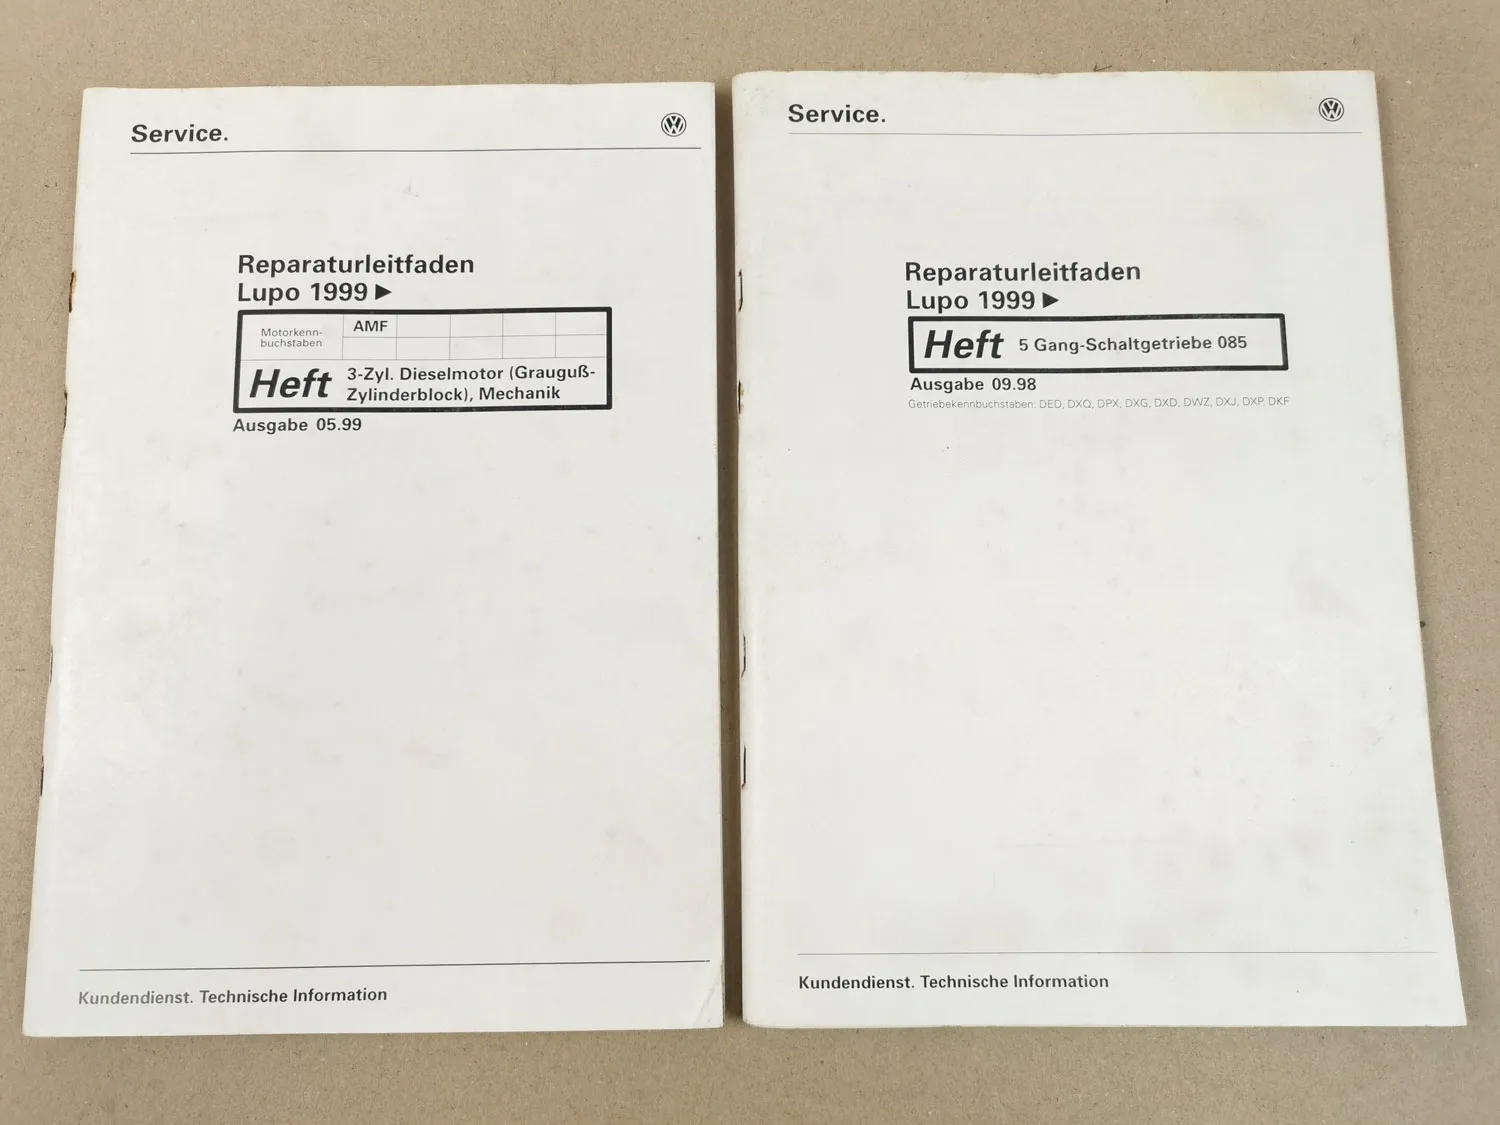 Service.
Reparaturleitfaden
Lupo 1999 ►
Motorkenn-
buchstaben
AMF
Heft
3-Zyl. Dieselmotor (Grauguß-
Zylinderblock), Mechanik
Ausgabe 05.99
Kundendienst. Technische Information
Service.
Reparaturleitfaden
Lupo 1999 ►
Heft 5 Gang-Schaltgetriebe 085
Ausgabe 09.98
Getriebekennbuchstaben: DED, DXQ, DPX, DXG, DXD, DWZ, DXJ, DXP, DKF
Kundendienst. Technische Information